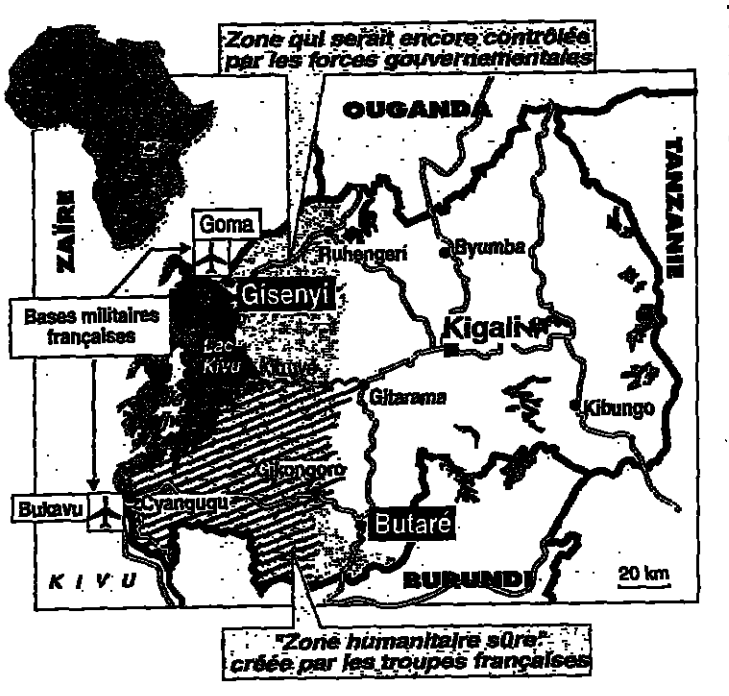 Zone qui serait encore contrôlée
par les forces gouvernementales
OUGANDA
TANZANIE
ZAÏRE
Goma
Ruhengeri
Byumba
Gisenyi
Bases militaires
françaises
Kigali
Lac
Kivu
Gitarama
Kibungo
Gikongoro
Bukavu
Cyangugu
Butaré
KIVU
BURUNDI
20 km
"Zone humanitaire sûre"
créée par les troupes françaises